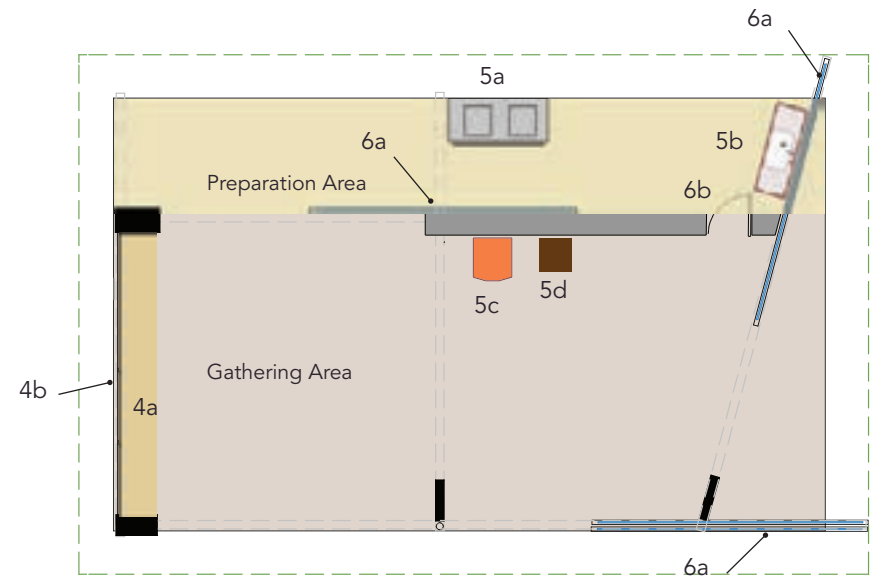 6a
5a
6a
5b
Preparation Area
6b
5c
5d
Gathering Area
4b
4a
6a